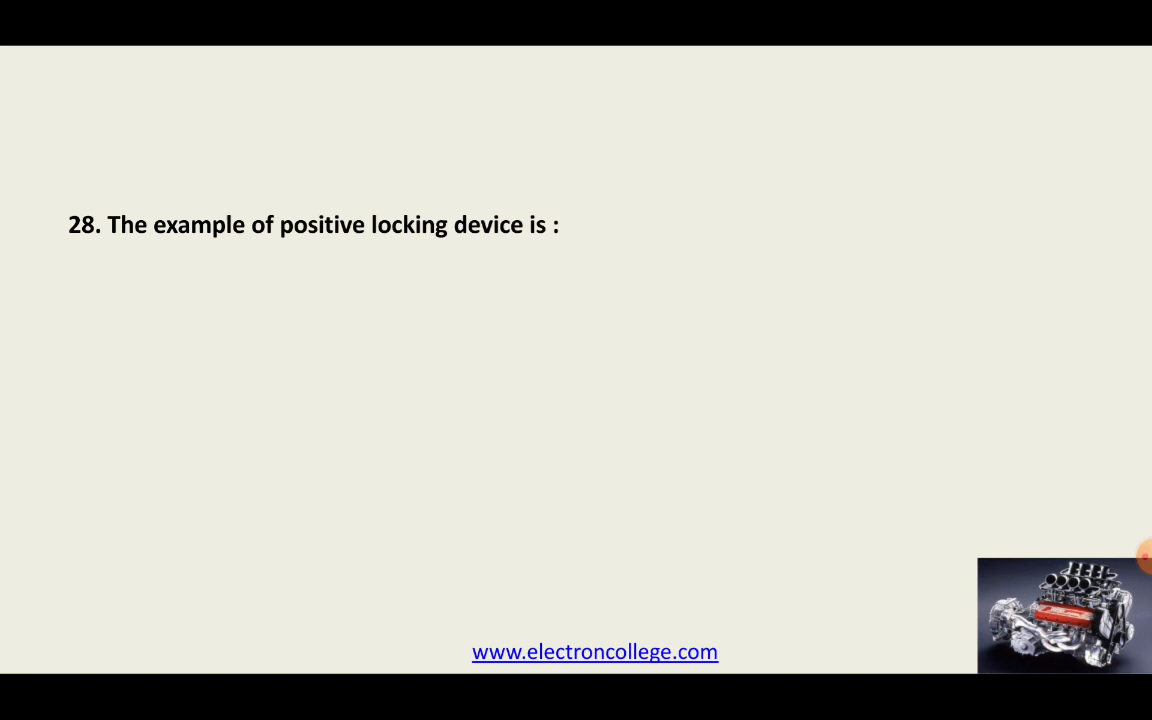 28. The example of positive locking device is :
www.electroncollege.com